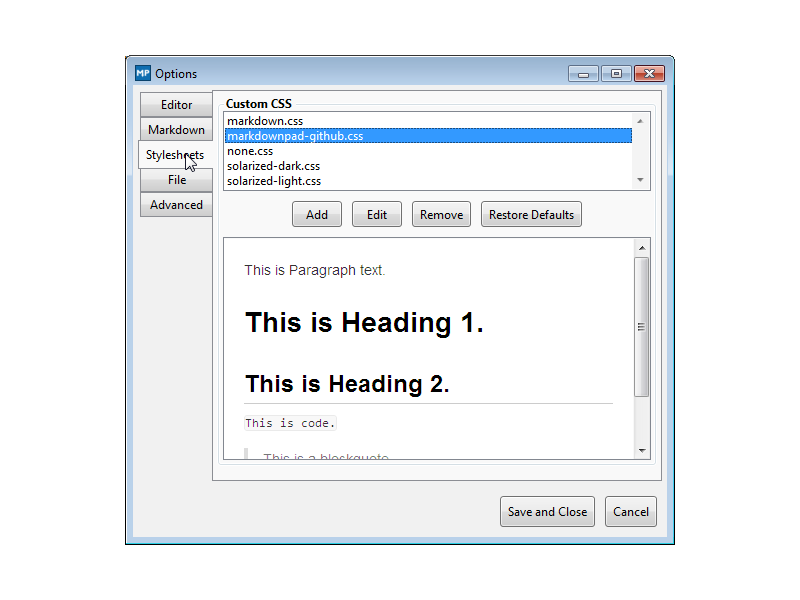 MP Options
Editor
Markdown
Stylesheets
File
Advanced
Custom CSS
markdown.css
markdownpad-github.css
none.css
solarized-dark.css
solarized-light.css
Add Edit Remove Restore Defaults
This is Paragraph text.
This is Heading 1.
This is Heading 2.
This is code.
This is a blockquote
Save and Close Cancel